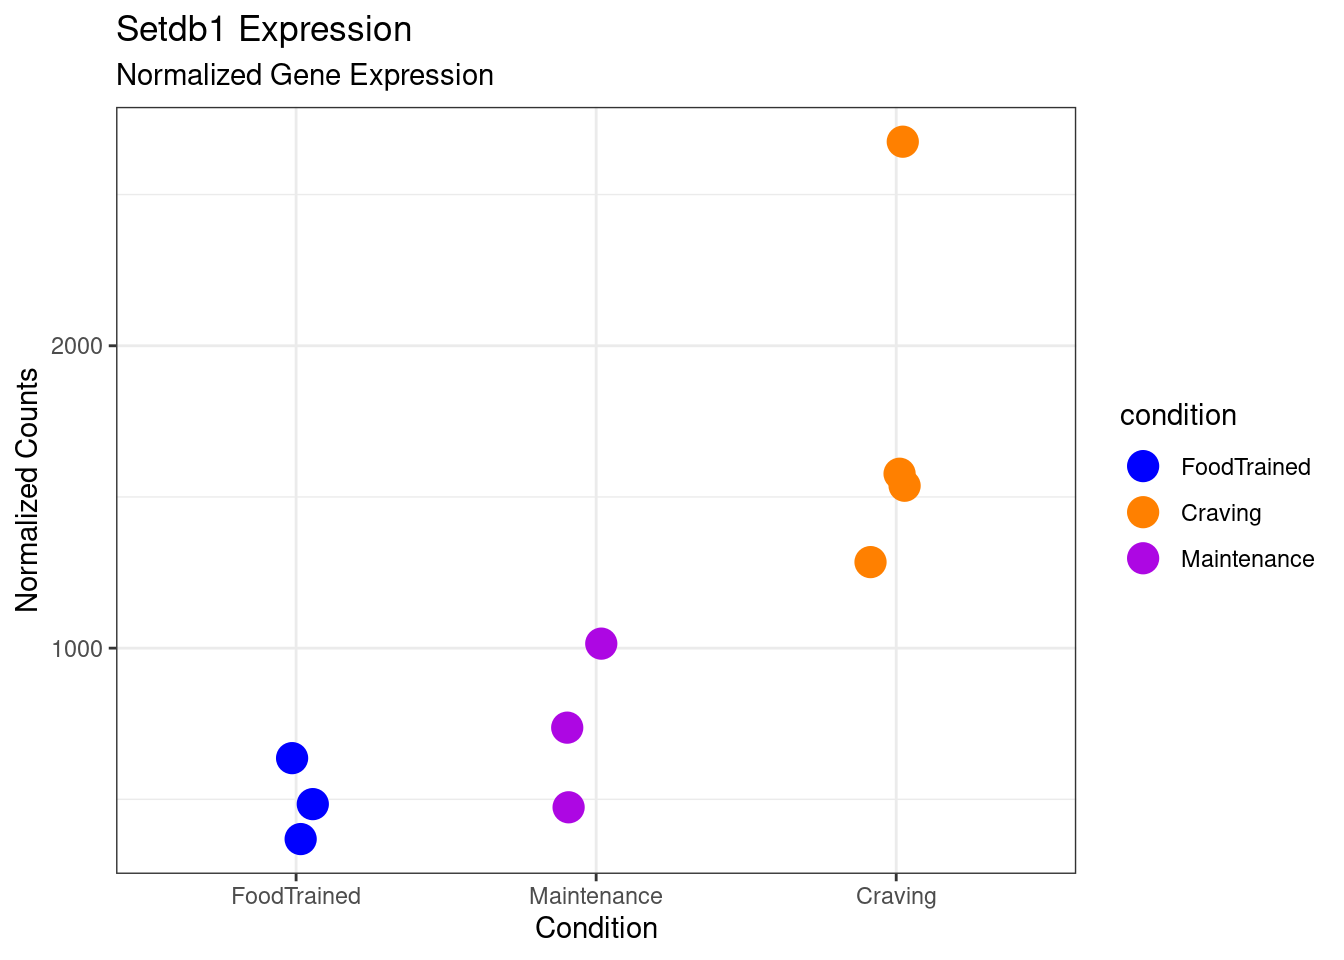 Setdb1 Expression
Normalized Gene Expression
Normalized Counts
2000
1000
FoodTrained
Maintenance
Craving
Condition
condition
FoodTrained
Craving
Maintenance